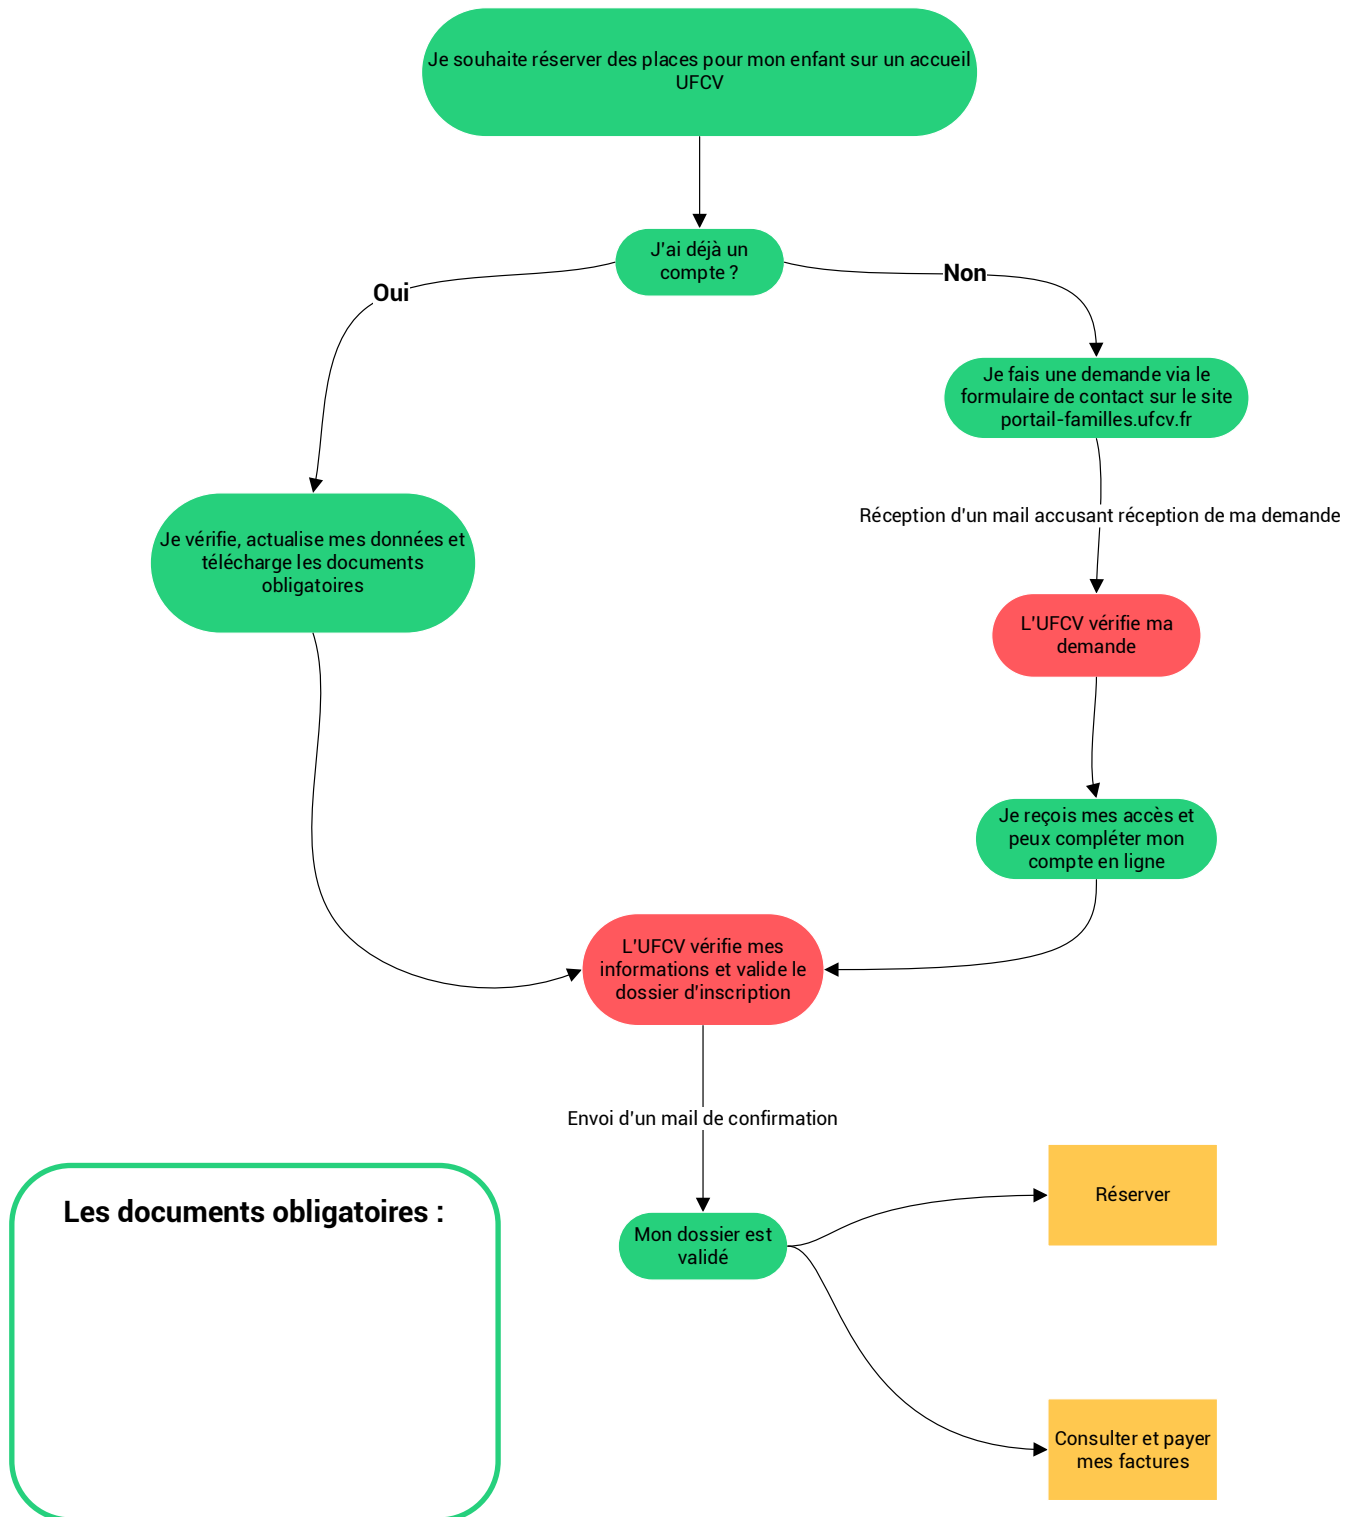 Je souhaite réserver des places pour mon enfant sur un accueil
UFCV
J'ai déjà un
compte ?
Oui
Non
Je fais une demande via le
formulaire de contact sur le site
portail-familles.ufcv.fr
Réception d'un mail accusant réception de ma demande
Je vérifie, actualise mes données et
télécharge les documents
obligatoires
L'UFCV vérifie ma
demande
Je reçois mes accès et
peux compléter mon
compte en ligne
L'UFCV vérifie mes
informations et valide le
dossier d'inscription
Envoi d'un mail de confirmation
Mon dossier est
validé
Réserver
Consulter et payer
mes factures
Les documents obligatoires :